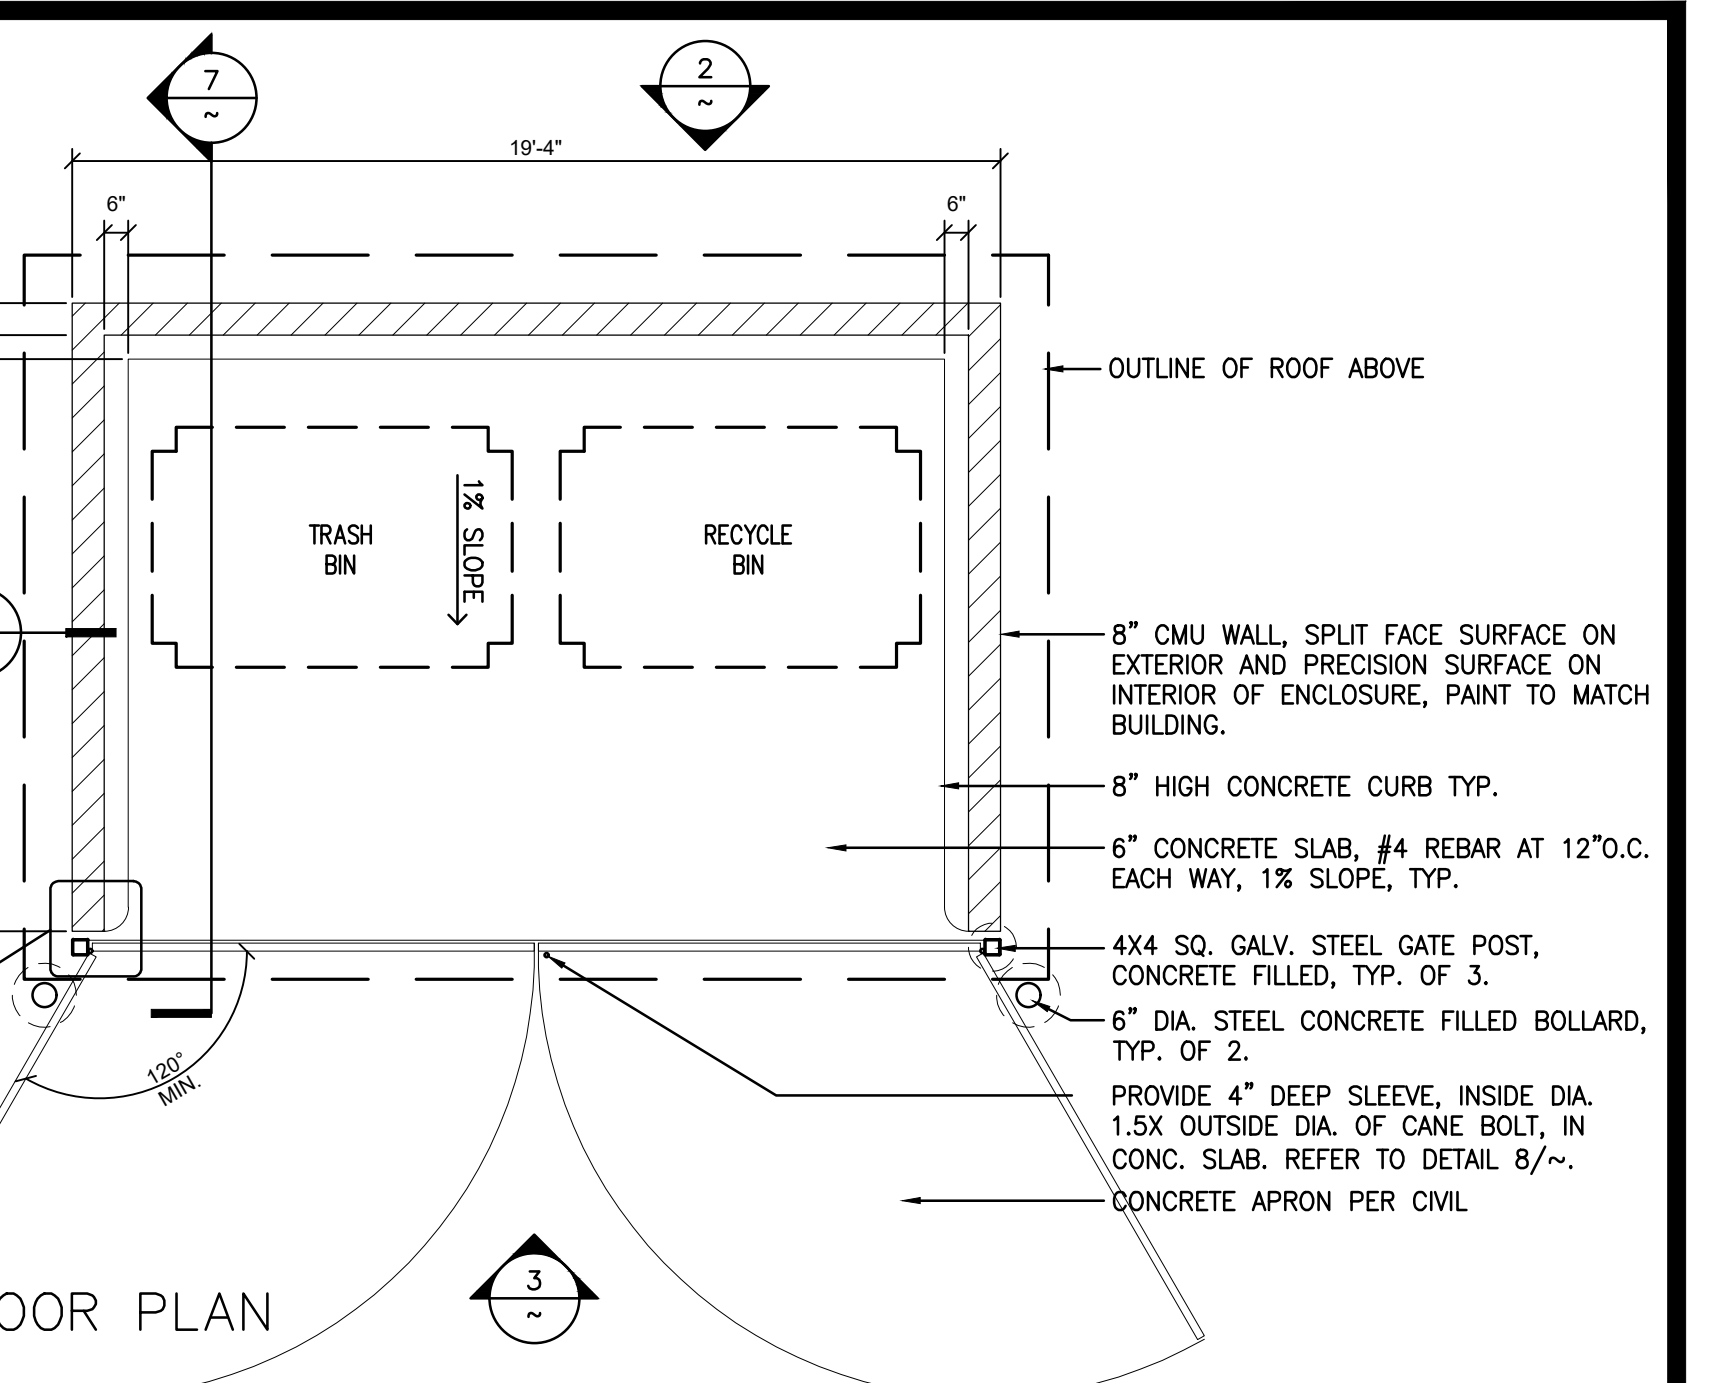 7
~
2
~
19'-4"
6"
6"
OUTLINE OF ROOF ABOVE
TRASH
BIN
1% SLOPE
RECYCLE
BIN
8" CMU WALL, SPLIT FACE SURFACE ON
EXTERIOR AND PRECISION SURFACE ON
INTERIOR OF ENCLOSURE, PAINT TO MATCH
BUILDING.
8" HIGH CONCRETE CURB TYP.
6" CONCRETE SLAB, #4 REBAR AT 12"O.C.
EACH WAY, 1% SLOPE, TYP.
4X4 SQ. GALV. STEEL GATE POST,
CONCRETE FILLED, TYP. OF 3.
6" DIA. STEEL CONCRETE FILLED BOLLARD,
TYP. OF 2.
120°
MIN.
PROVIDE 4" DEEP SLEEVE, INSIDE DIA.
1.5X OUTSIDE DIA. OF CANE BOLT, IN
CONC. SLAB. REFER TO DETAIL 8/~.
CONCRETE APRON PER CIVIL
3
~
OOR PLAN